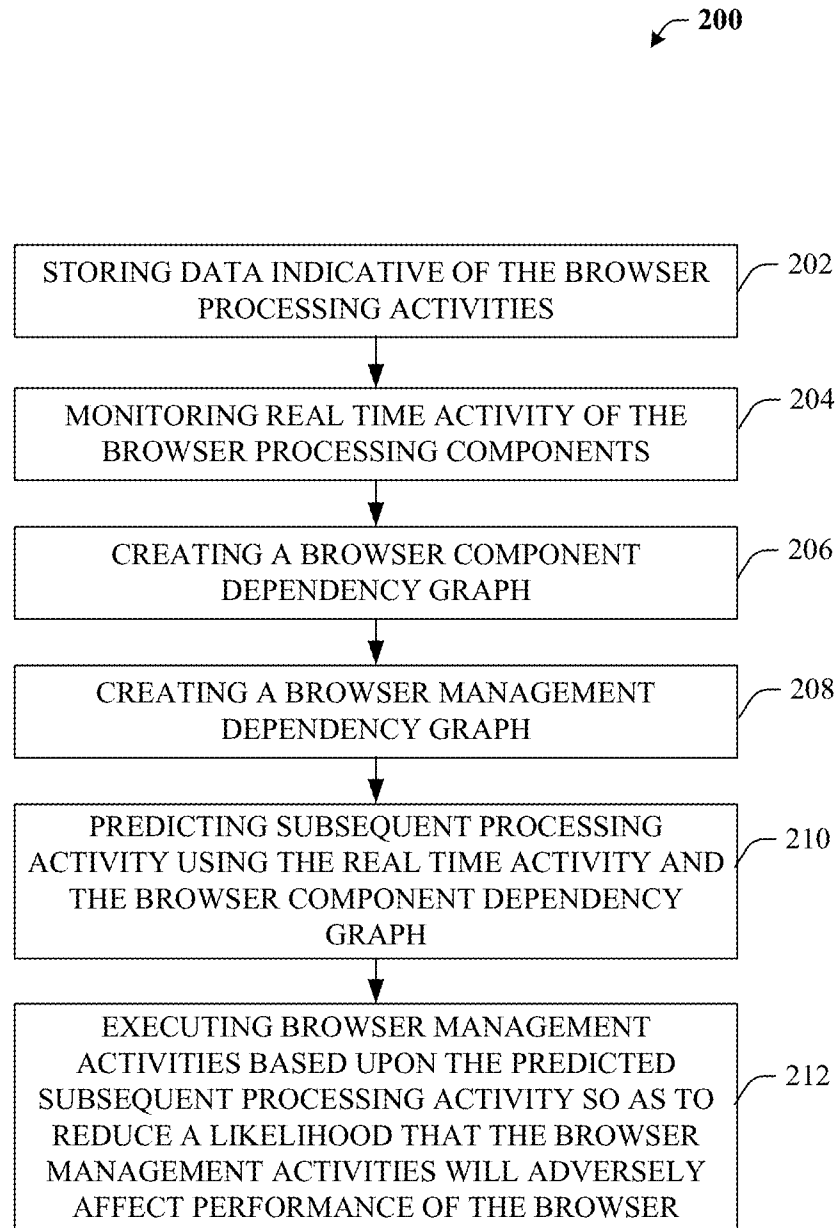 200
STORING DATA INDICATIVE OF THE BROWSER
PROCESSING ACTIVITIES
202
MONITORING REAL TIME ACTIVITY OF THE
BROWSER PROCESSING COMPONENTS
204
CREATING A BROWSER COMPONENT
DEPENDENCY GRAPH
206
CREATING A BROWSER MANAGEMENT
DEPENDENCY GRAPH
208
PREDICTING SUBSEQUENT PROCESSING
ACTIVITY USING THE REAL TIME ACTIVITY AND
THE BROWSER COMPONENT DEPENDENCY
GRAPH
210
EXECUTING BROWSER MANAGEMENT
ACTIVITIES BASED UPON THE PREDICTED
SUBSEQUENT PROCESSING ACTIVITY SO AS TO
REDUCE A LIKELIHOOD THAT THE BROWSER
MANAGEMENT ACTIVITIES WILL ADVERSELY
AFFECT PERFORMANCE OF THE BROWSER
212